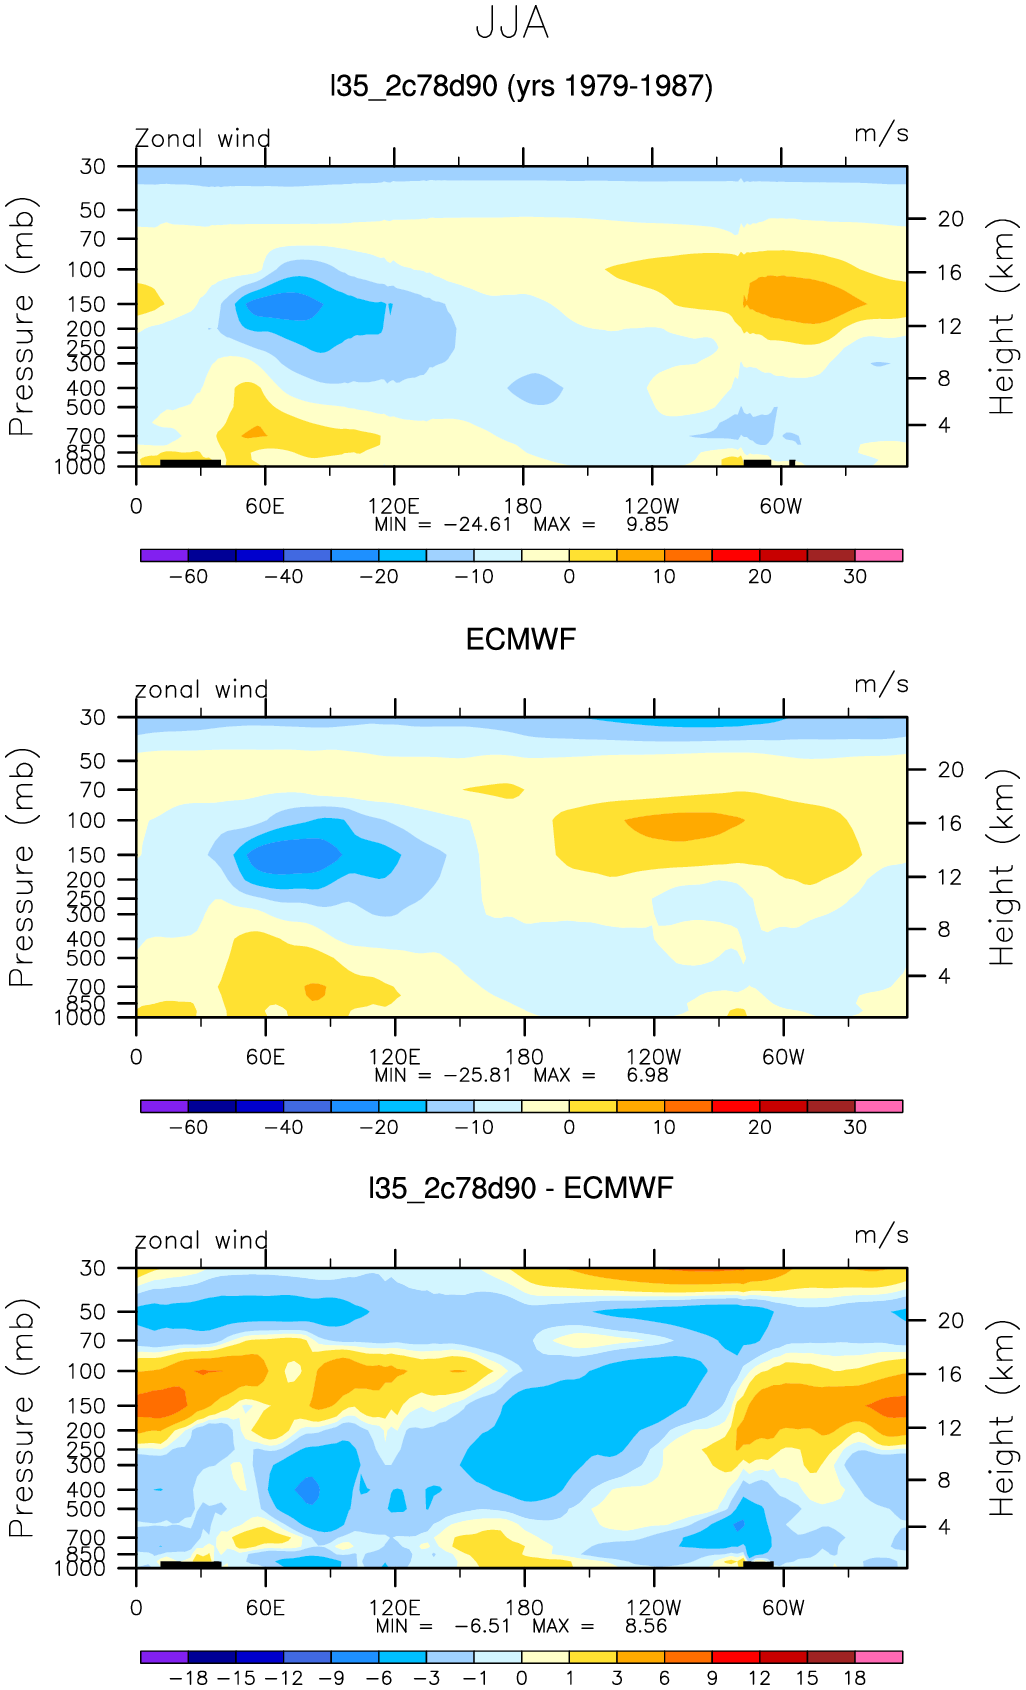 JJA
l35_2c78d90 (yrs 1979-1987)
Zonal wind m/s
30
50
70
100
150
200
250
300
400
500
700
850
1000
Pressure (mb)
20
16
12
8
4
Height (km)
0 60E 120E 180 120W 60W
MIN = −24.61 MAX = 9.85
−60 −40 −20 −10 0 10 20 30
ECMWF
zonal wind m/s
30
50
70
100
150
200
250
300
400
500
700
850
1000
Pressure (mb)
20
16
12
8
4
Height (km)
0 60E 120E 180 120W 60W
MIN = −25.81 MAX = 6.98
−60 −40 −20 −10 0 10 20 30
l35_2c78d90 - ECMWF
zonal wind m/s
30
50
70
100
150
200
250
300
400
500
700
850
1000
Pressure (mb)
20
16
12
8
4
Height (km)
0 60E 120E 180 120W 60W
MIN = −6.51 MAX = 8.56
−18 −15 −12 −9 −6 −3 −1 0 1 3 6 9 12 15 18